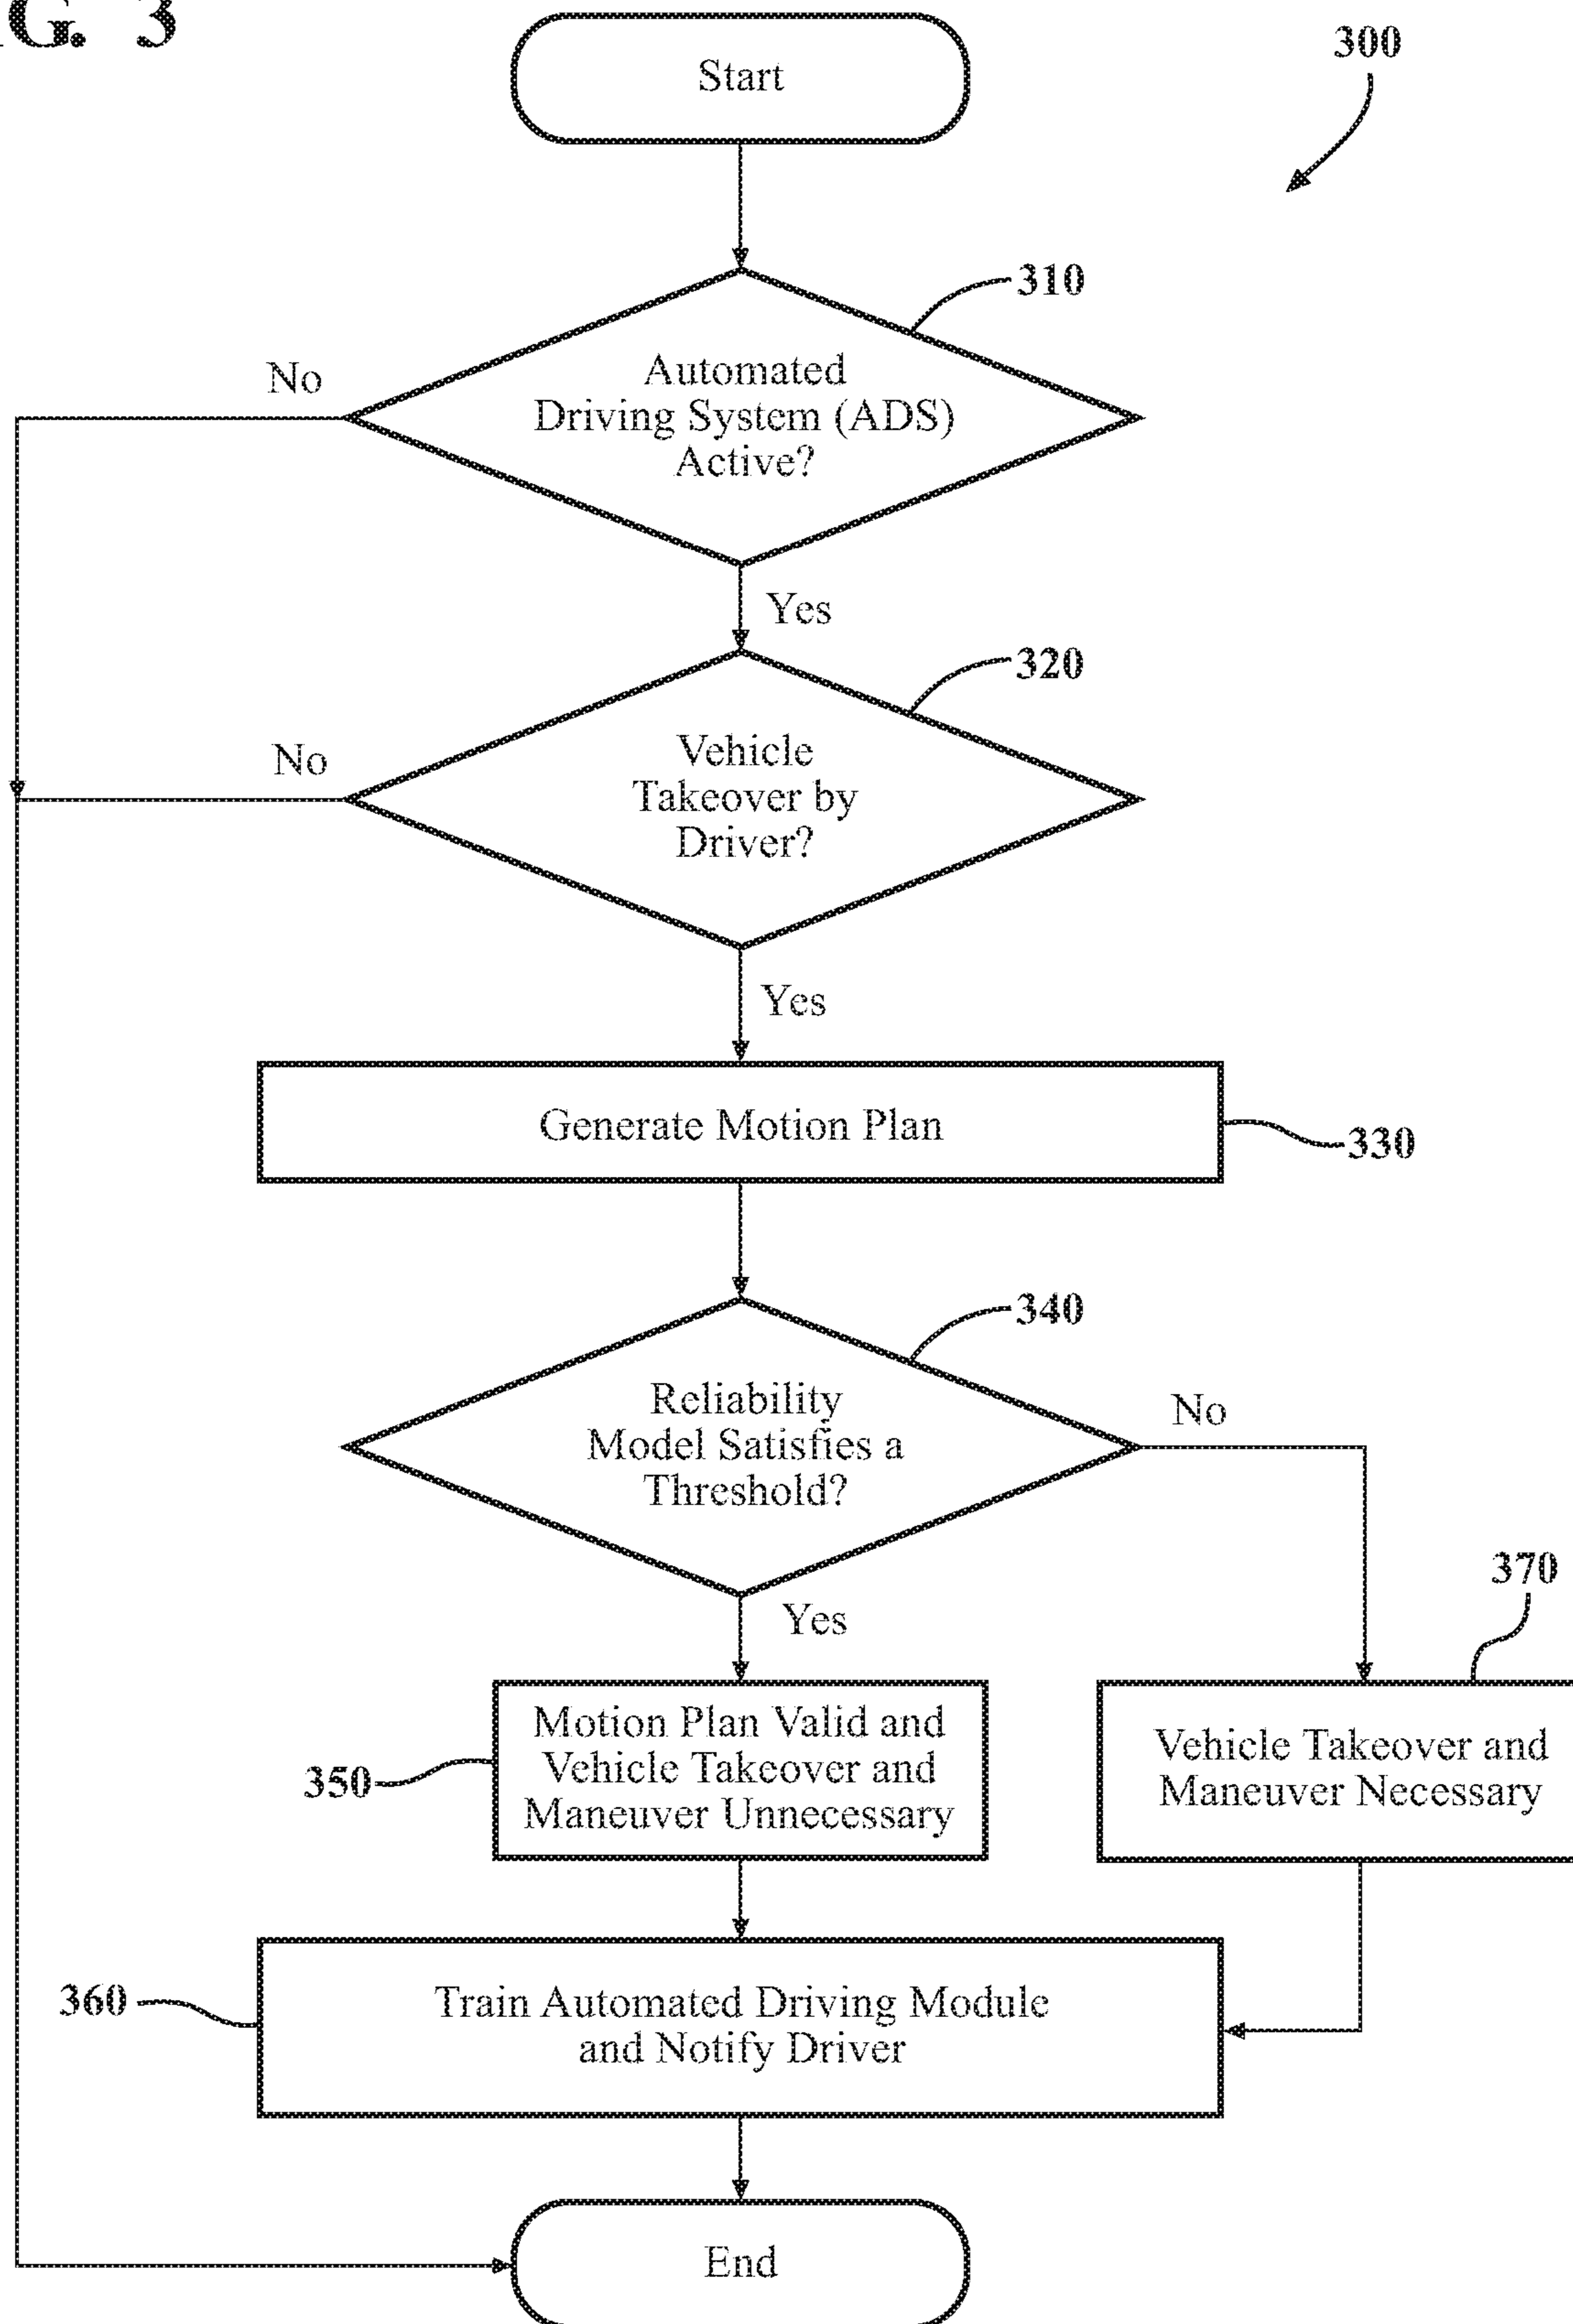 G. 3
Start
300
310
Automated
Driving System (ADS)
Active?
No
Yes
320
Vehicle
Takeover by
Driver?
No
Yes
Generate Motion Plan
330
340
Reliability
Model Satisfies a
Threshold?
No
370
Yes
Motion Plan Valid and
Vehicle Takeover and
Maneuver Unnecessary
350
Vehicle Takeover and
Maneuver Necessary
360
Train Automated Driving Module
and Notify Driver
End